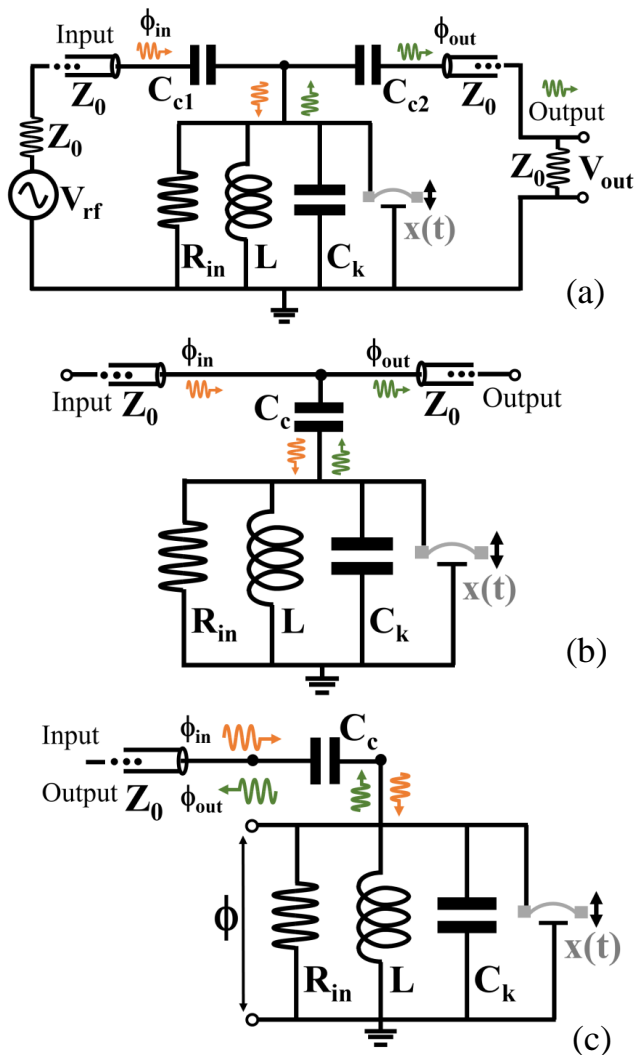 ϕin
ϕout
Input
Z0
Cc1
Cc2
Z0
Output
Z0
Z0
Vout
Vrf
x(t)
Rin
L
Ck
(a)
ϕin
ϕout
Input
Z0
Cc
Z0
Output
x(t)
Rin
L
Ck
(b)
Input
ϕin
Cc
Output
Z0
ϕout
ϕ
x(t)
Rin
L
Ck
(c)